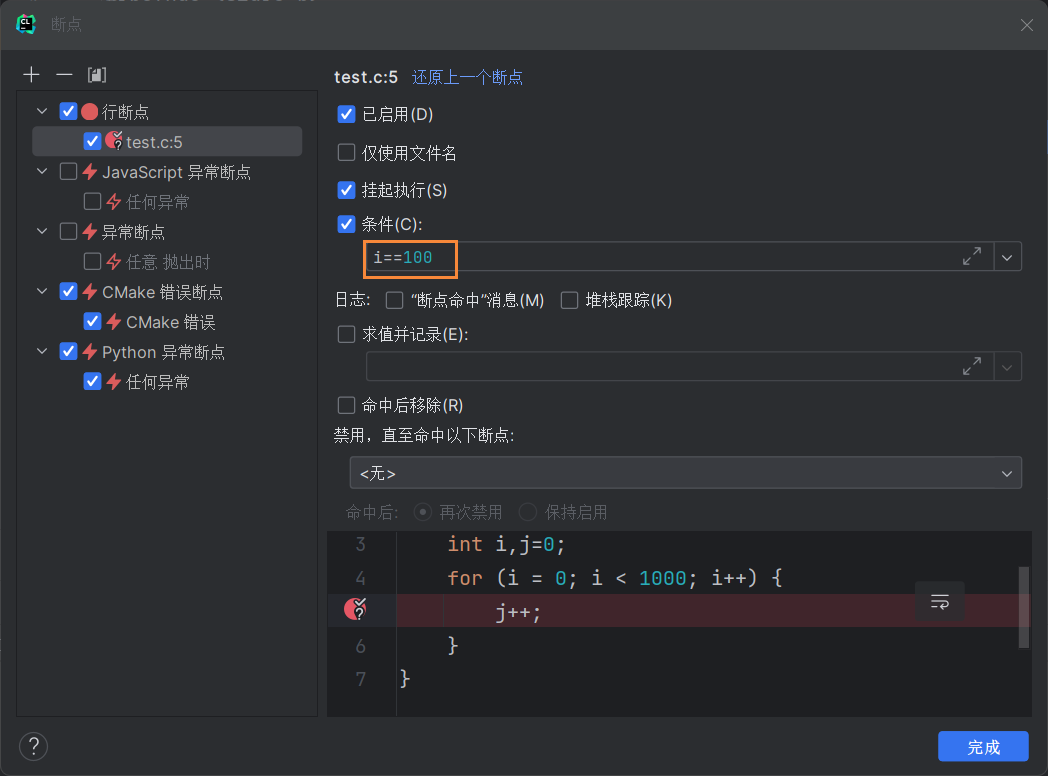 断点
test.c:5 还原上一个断点
行断点
test.c:5
JavaScript 异常断点
任何异常
异常断点
任意 抛出时
CMake 错误断点
CMake 错误
Python 异常断点
任何异常
已启用(D)
仅使用文件名
挂起执行(S)
条件(C):
i==100
日志: “断点命中”消息(M) 堆栈跟踪(K)
求值并记录(E):
命中后移除(R)
禁用，直至命中以下断点:
<无>
命中后: 再次禁用 保持启用
3 int i,j=0;
4 for (i = 0; i < 1000; i++) {
j++;
6 }
7 }
? 完成